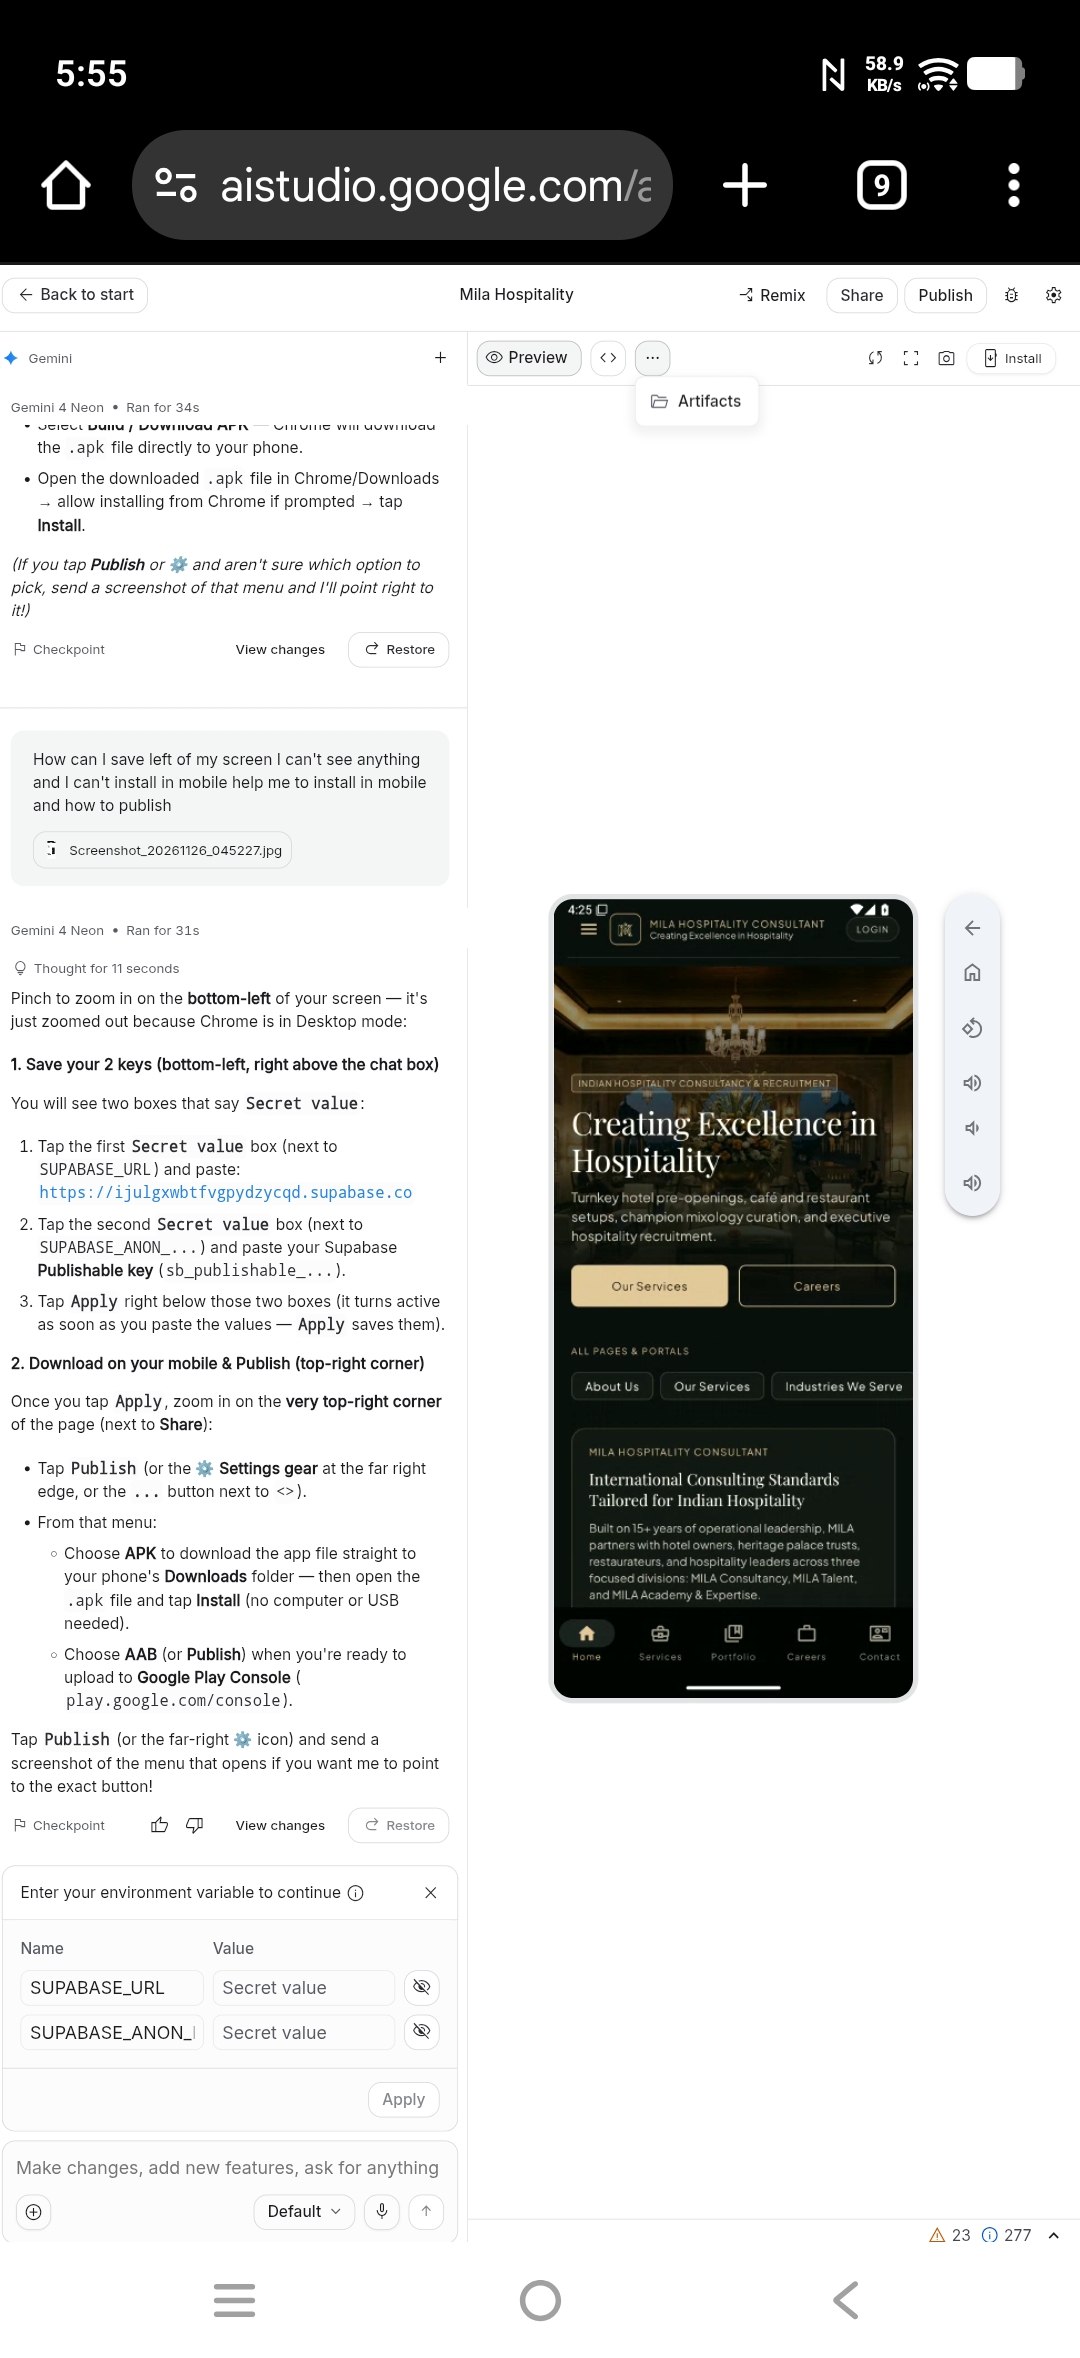 5:55
58.9
KB/s
aistudio.google.com/a
9
Back to start
Mila Hospitality
Remix
Share
Publish
Gemini
Preview
Install
Artifacts
Gemini 4 Neon • Ran for 34s
• Select Build / Download APK — Chrome will download
the .apk file directly to your phone.
• Open the downloaded .apk file in Chrome/Downloads
→ allow installing from Chrome if prompted → tap
Install.
(If you tap Publish or ⚙️ and aren't sure which option to
pick, send a screenshot of that menu and I'll point right to
it!)
Checkpoint
View changes
Restore
How can I save left of my screen I can't see anything
and I can't install in mobile help me to install in mobile
and how to publish
Screenshot_20261126_045227.jpg
Gemini 4 Neon • Ran for 31s
Thought for 11 seconds
Pinch to zoom in on the bottom-left of your screen — it's
just zoomed out because Chrome is in Desktop mode:
1. Save your 2 keys (bottom-left, right above the chat box)
You will see two boxes that say Secret value:
1. Tap the first Secret value box (next to
SUPABASE_URL) and paste:
https://ijulgxwbtfvgpydzycqd.supabase.co
2. Tap the second Secret value box (next to
SUPABASE_ANON_...) and paste your Supabase
Publishable key (sb_publishable_...).
3. Tap Apply right below those two boxes (it turns active
as soon as you paste the values — Apply saves them).
2. Download on your mobile & Publish (top-right corner)
Once you tap Apply, zoom in on the very top-right corner
of the page (next to Share):
• Tap Publish (or the ⚙️ Settings gear at the far right
edge, or the ... button next to <>).
• From that menu:
○ Choose APK to download the app file straight to
your phone's Downloads folder — then open the
.apk file and tap Install (no computer or USB
needed).
○ Choose AAB (or Publish) when you're ready to
upload to Google Play Console (
play.google.com/console).
Tap Publish (or the far-right ⚙️ icon) and send a
screenshot of the menu that opens if you want me to point
to the exact button!
Checkpoint
View changes
Restore
Enter your environment variable to continue
Name
Value
SUPABASE_URL
Secret value
SUPABASE_ANON_
Secret value
Apply
Make changes, add new features, ask for anything
Default
4:25
MILA HOSPITALITY CONSULTANT
Creating Excellence in Hospitality
LOGIN
INDIAN HOSPITALITY CONSULTANCY & RECRUITMENT
Creating Excellence in
Hospitality
Turnkey hotel pre-openings, café and restaurant
setups, champion mixology curation, and executive
hospitality recruitment.
Our Services
Careers
ALL PAGES & PORTALS
About Us
Our Services
Industries We Serve
MILA HOSPITALITY CONSULTANT
International Consulting Standards
Tailored for Indian Hospitality
Built on 15+ years of operational leadership, MILA
partners with hotel owners, heritage palace trusts,
restaurateurs, and hospitality leaders across three
focused divisions: MILA Consultancy, MILA Talent,
and MILA Academy & Expertise.
Home
Services
Portfolio
Careers
Contact
23
277